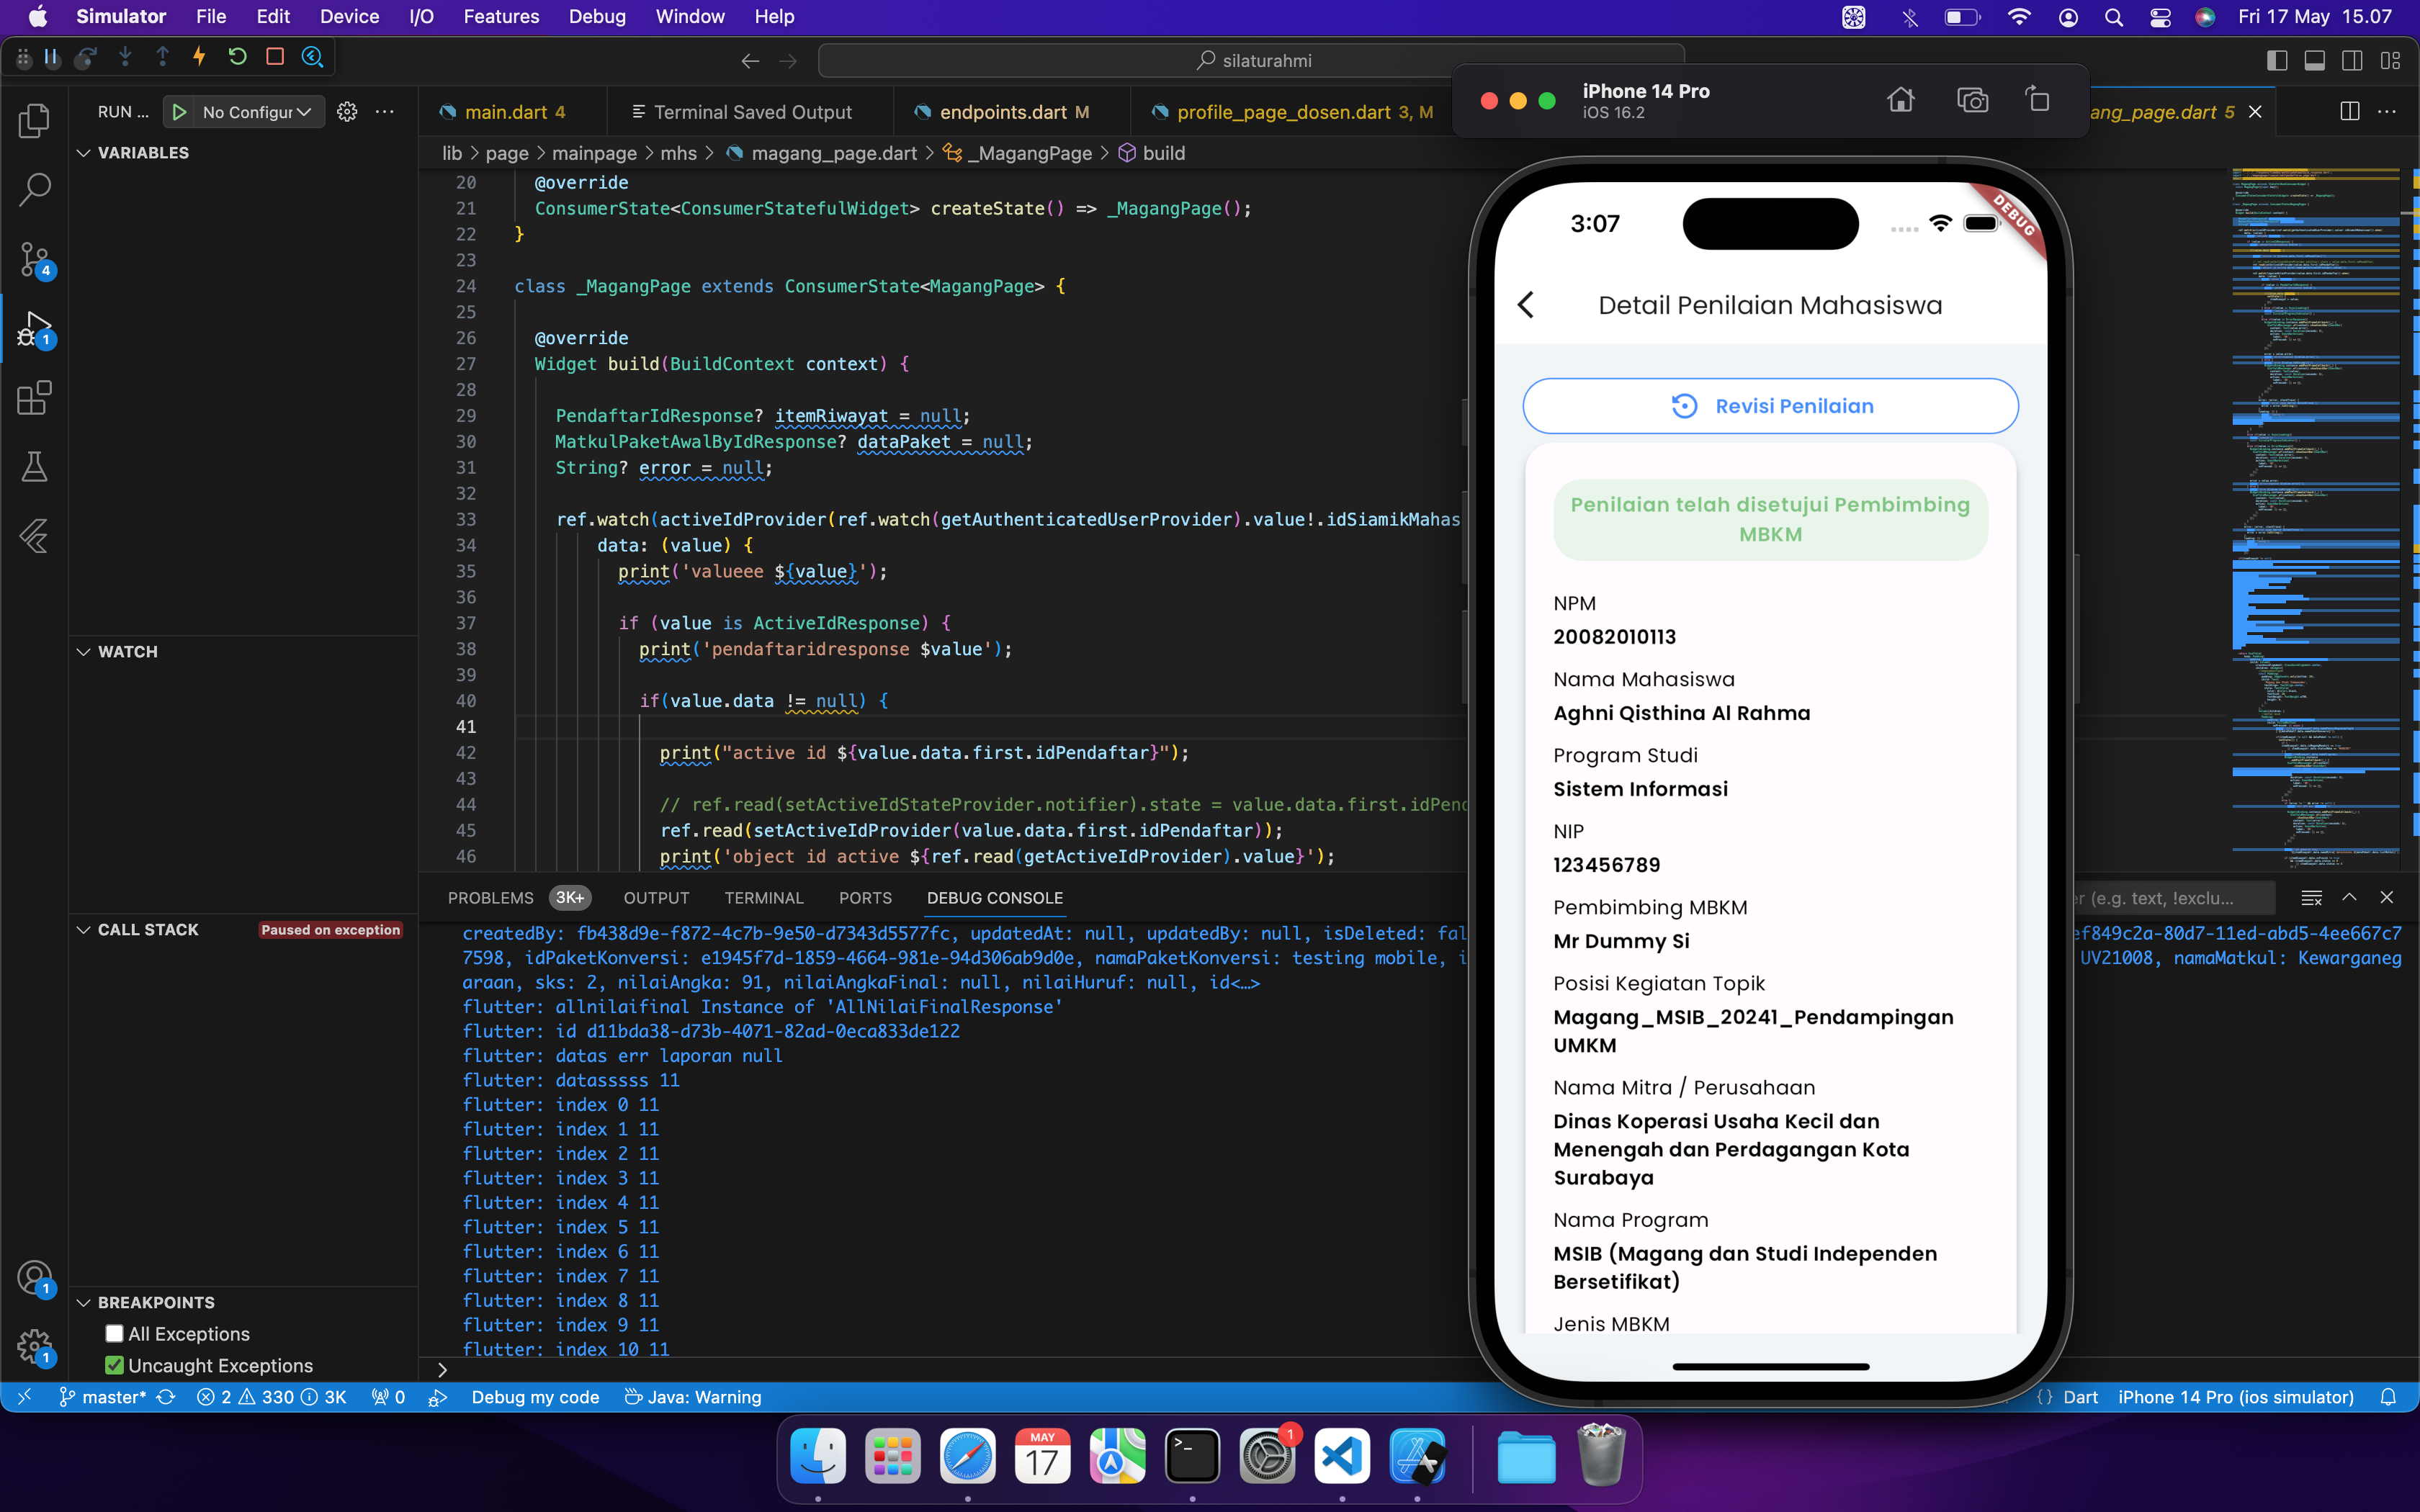 Simulator File Edit Device I/O Features Debug Window Help Fri 17 May 15.07
silaturahmi
RUN ... No Configur
main.dart 4
Terminal Saved Output
endpoints.dart M
profile_page_dosen.dart 3, M
ang_page.dart 5
lib > page > mainpage > mhs > magang_page.dart > _MagangPage > build
VARIABLES
WATCH
CALL STACK Paused on exception
BREAKPOINTS
All Exceptions
Uncaught Exceptions
4
1
1
1
20 @override
21 ConsumerState<ConsumerStatefulWidget> createState() => _MagangPage();
22 }
23
24 class _MagangPage extends ConsumerState<MagangPage> {
25
26 @override
27 Widget build(BuildContext context) {
28
29 PendaftarIdResponse? itemRiwayat = null;
30 MatkulPaketAwalByIdResponse? dataPaket = null;
31 String? error = null;
32
33 ref.watch(activeIdProvider(ref.watch(getAuthenticatedUserProvider).value!.idSiamikMahas
34 data: (value) {
35 print('valueee ${value}');
36
37 if (value is ActiveIdResponse) {
38 print('pendaftaridresponse $value');
39
40 if(value.data != null) {
41
42 print("active id ${value.data.first.idPendaftar}");
43
44 // ref.read(setActiveIdStateProvider.notifier).state = value.data.first.idPend
45 ref.read(setActiveIdProvider(value.data.first.idPendaftar));
46 print('object id active ${ref.read(getActiveIdProvider).value}');
PROBLEMS 3K+ OUTPUT TERMINAL PORTS DEBUG CONSOLE
er (e.g. text, !exclu...
createdBy: fb438d9e-f872-4c7b-9e50-d7343d5577fc, updatedAt: null, updatedBy: null, isDeleted: fal
ef849c2a-80d7-11ed-abd5-4ee667c7
7598, idPaketKonversi: e1945f7d-1859-4664-981e-94d306ab9d0e, namaPaketKonversi: testing mobile, i
UV21008, namaMatkul: Kewarganeg
araan, sks: 2, nilaiAngka: 91, nilaiAngkaFinal: null, nilaiHuruf: null, id<…>
flutter: allnilaifinal Instance of 'AllNilaiFinalResponse'
flutter: id d11bda38-d73b-4071-82ad-0eca833de122
flutter: datas err laporan null
flutter: datasssss 11
flutter: index 0 11
flutter: index 1 11
flutter: index 2 11
flutter: index 3 11
flutter: index 4 11
flutter: index 5 11
flutter: index 6 11
flutter: index 7 11
flutter: index 8 11
flutter: index 9 11
flutter: index 10 11
>
master* 2 330 3K 0 Debug my code Java: Warning {} Dart iPhone 14 Pro (ios simulator)
iPhone 14 Pro
iOS 16.2
3:07
DEBUG
Detail Penilaian Mahasiswa
Revisi Penilaian
Penilaian telah disetujui Pembimbing
MBKM
NPM
20082010113
Nama Mahasiswa
Aghni Qisthina Al Rahma
Program Studi
Sistem Informasi
NIP
123456789
Pembimbing MBKM
Mr Dummy Si
Posisi Kegiatan Topik
Magang_MSIB_20241_Pendampingan
UMKM
Nama Mitra / Perusahaan
Dinas Koperasi Usaha Kecil dan
Menengah dan Perdagangan Kota
Surabaya
Nama Program
MSIB (Magang dan Studi Independen
Bersetifikat)
Jenis MBKM
MAY
17
>_
1